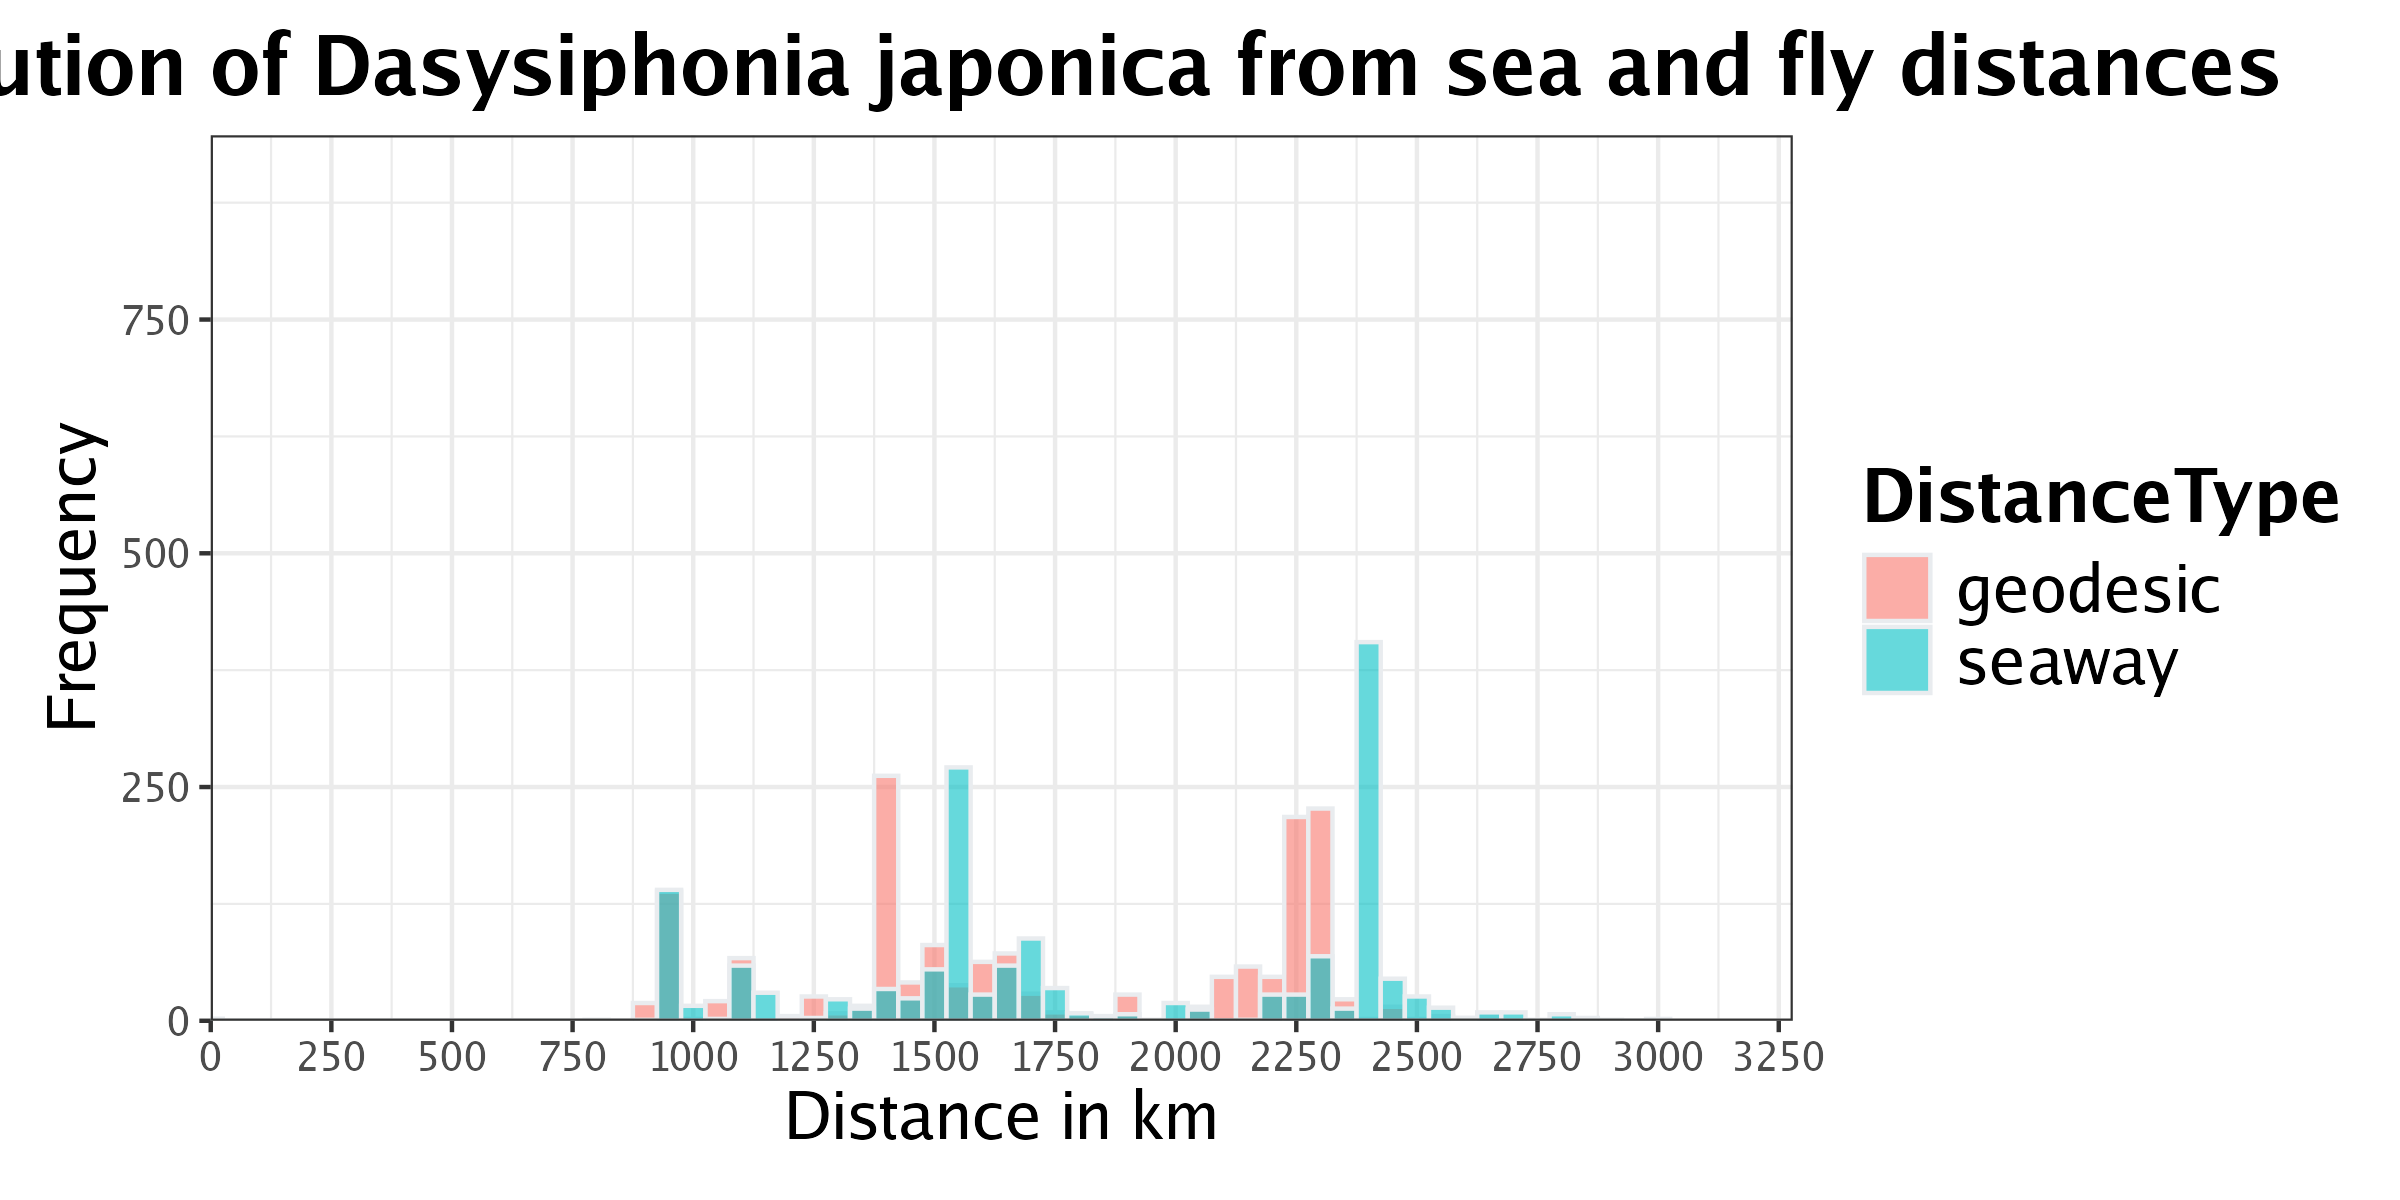 ution of Dasysiphonia japonica from sea and fly distances
750
500
250
0
Frequency
0 250 500 750 1000 1250 1500 1750 2000 2250 2500 2750 3000 3250
Distance in km
DistanceType
geodesic
seaway